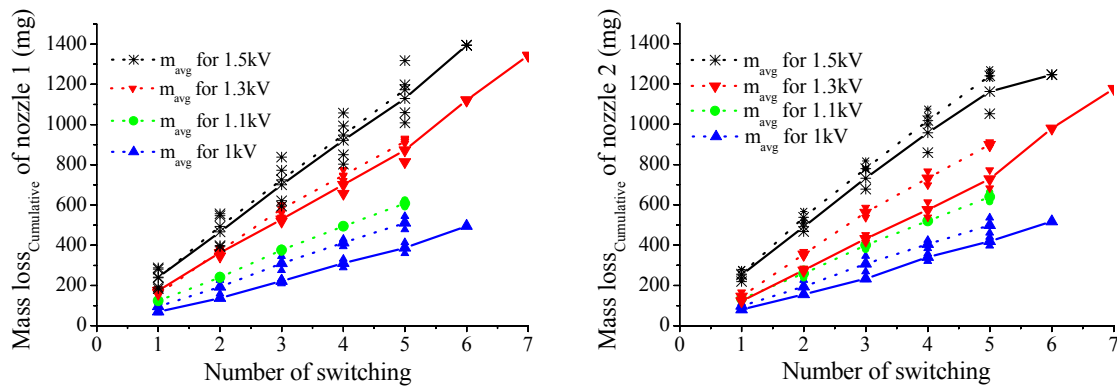 Mass loss_Cumulative of nozzle 1 (mg)
1400
1200
1000
800
600
400
200
0
m_avg for 1.5kV
m_avg for 1.3kV
m_avg for 1.1kV
m_avg for 1kV
0 1 2 3 4 5 6 7
Number of switching
Mass loss_Cumulative of nozzle 2 (mg)
1400
1200
1000
800
600
400
200
0
m_avg for 1.5kV
m_avg for 1.3kV
m_avg for 1.1kV
m_avg for 1kV
0 1 2 3 4 5 6 7
Number of switching